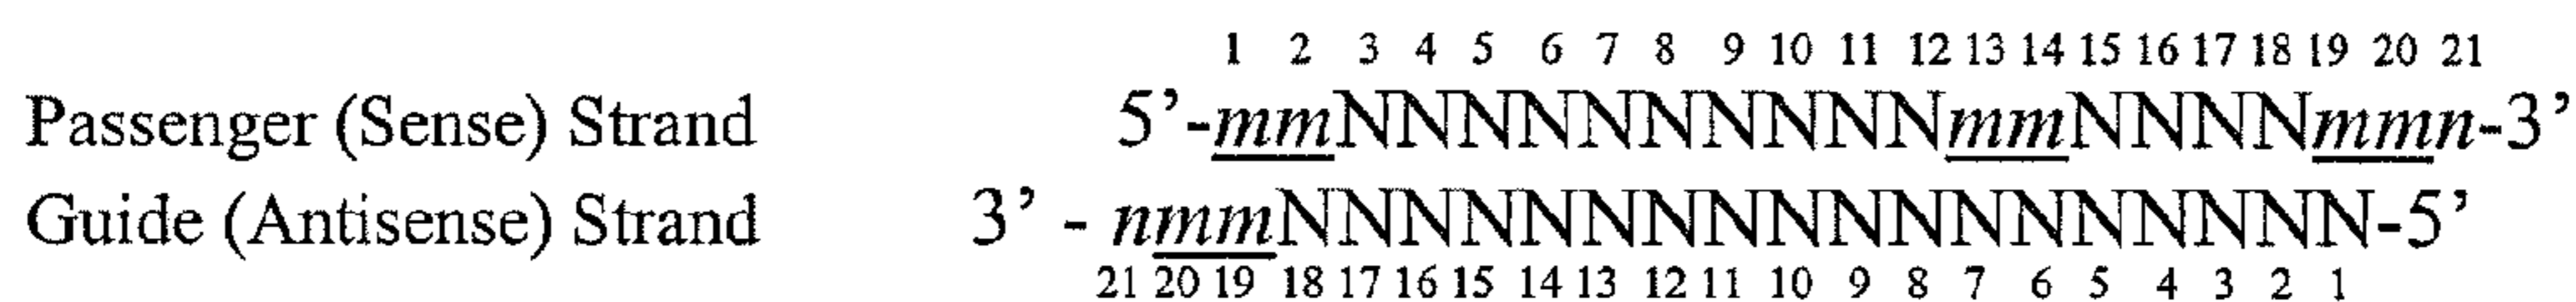 1 2 3 4 5 6 7 8 9 10 11 12 13 14 15 16 17 18 19 20 21
Passenger (Sense) Strand 5’-mmNNNNNNNNNNmmNNNNmmn-3’
Guide (Antisense) Strand 3’ - nmmNNNNNNNNNNNNNNNNNN-5’
21 20 19 18 17 16 15 14 13 12 11 10 9 8 7 6 5 4 3 2 1